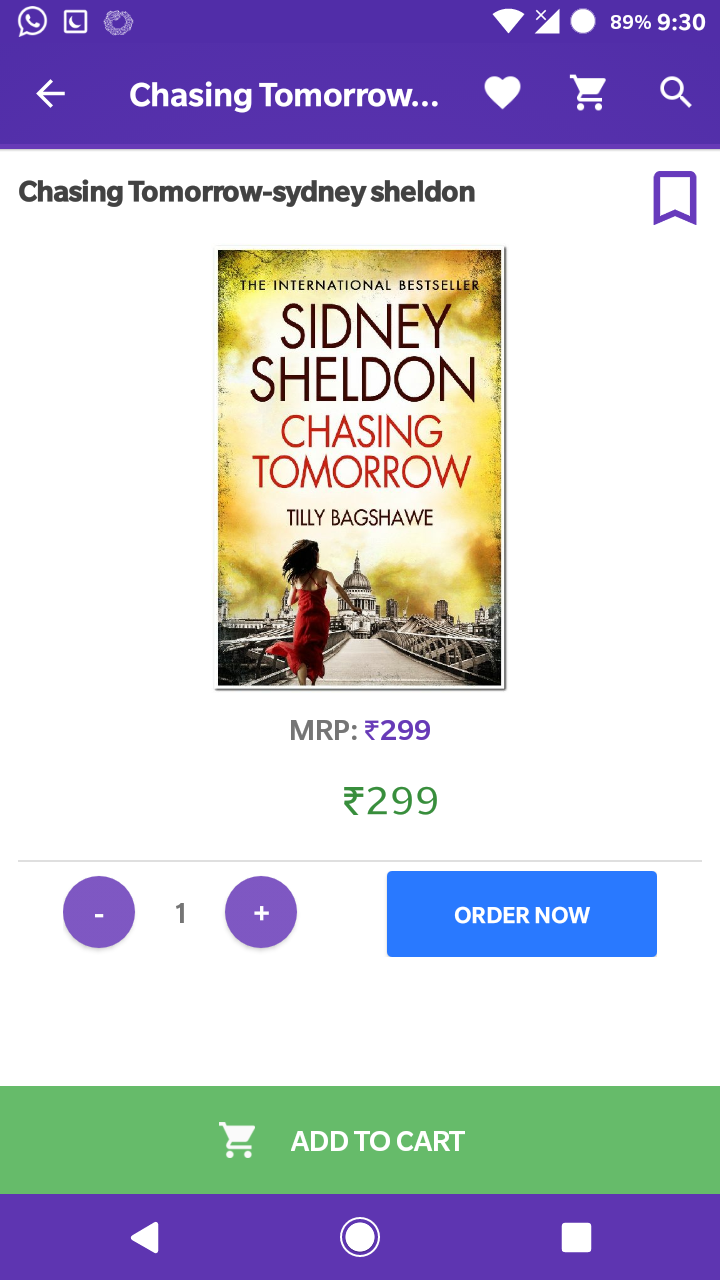 89% 9:30
Chasing Tomorrow...
Chasing Tomorrow-sydney sheldon
THE INTERNATIONAL BESTSELLER
SIDNEY
SHELDON
CHASING
TOMORROW
TILLY BAGSHAWE
MRP: ₹299
₹299
- 1 + ORDER NOW
ADD TO CART